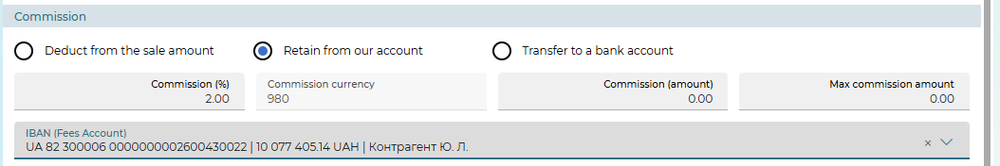 Commission
Deduct from the sale amount Retain from our account Transfer to a bank account
Commission (%) Commission currency Commission (amount) Max commission amount
2.00 980 0.00 0.00
IBAN (Fees Account)
UA 82 300006 0000000002600430022 | 10 077 405.14 UAH | Контрагент Ю. Л.